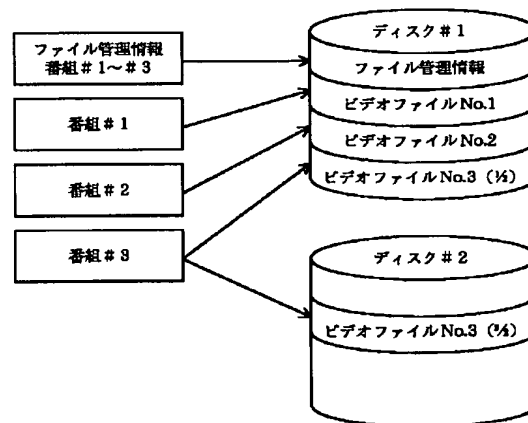 ファイル管理情報
番組＃1～＃3
番組＃1
番組＃2
番組＃3
ディスク＃1
ファイル管理情報
ビデオファイルNo.1
ビデオファイルNo.2
ビデオファイルNo.3（½）
ディスク＃2
ビデオファイルNo.3